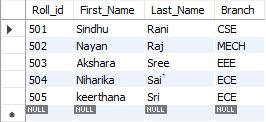 Roll_id First_Name Last_Name Branch
501 Sindhu Rani CSE
502 Nayan Raj MECH
503 Akshara Sree EEE
504 Niharika Sai* ECE
505 keerthana Sri ECE
NULL NULL NULL NULL